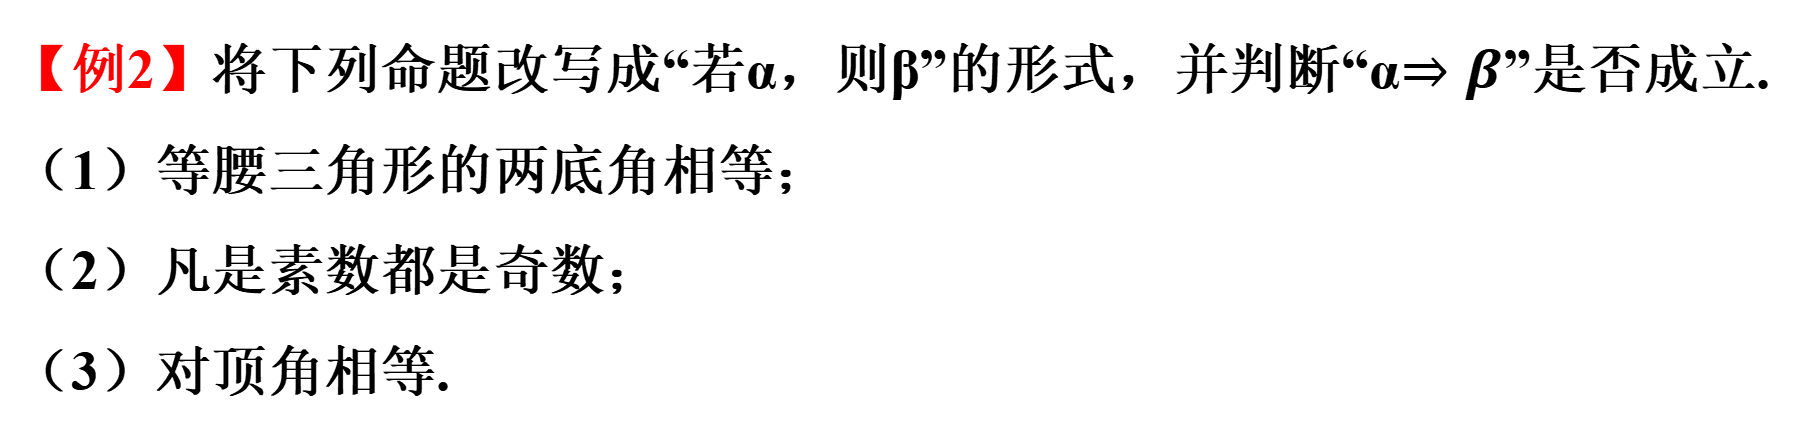 【例2】将下列命题改写成“若α，则β”的形式，并判断“α⇒ β”是否成立.
（1）等腰三角形的两底角相等；
（2）凡是素数都是奇数；
（3）对顶角相等.